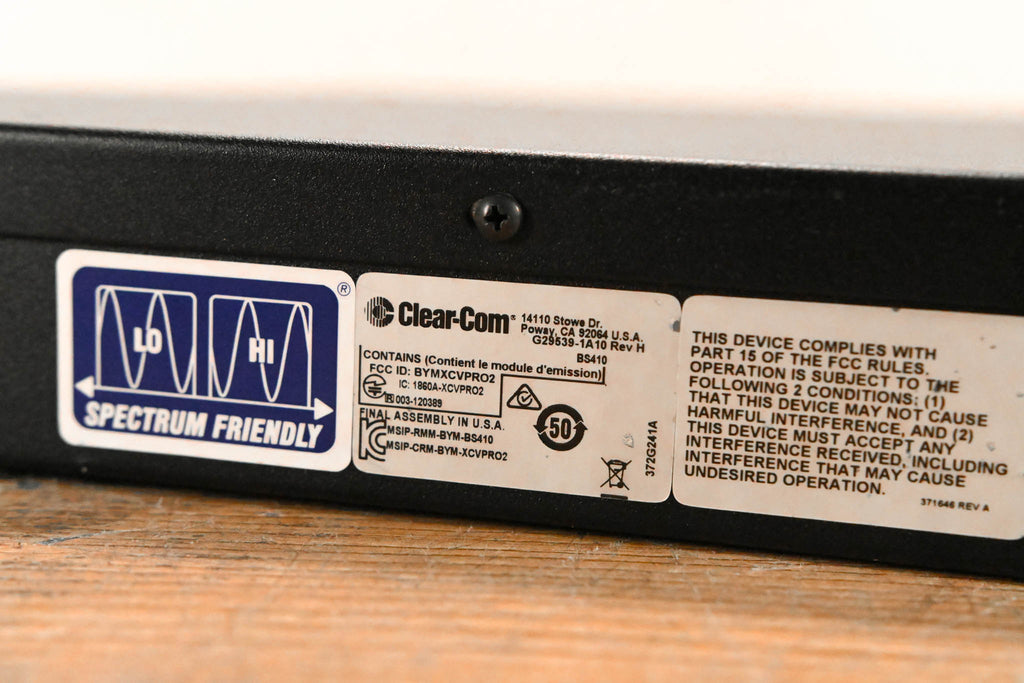 LO
HI
®
SPECTRUM FRIENDLY
Clear-Com®
14110 Stowe Dr.
Poway, CA 92064 U.S.A.
G29539-1A10 Rev H
BS410
CONTAINS (Contient le module d'emission)
FCC ID: BYMXCVPRO2
IC: 1860A-XCVPRO2
R 003-120389
FINAL ASSEMBLY IN U.S.A.
MSIP-RMM-BYM-BS410
MSIP-CRM-BYM-XCVPRO2
50
372G241A
THIS DEVICE COMPLIES WITH
PART 15 OF THE FCC RULES.
OPERATION IS SUBJECT TO THE
FOLLOWING 2 CONDITIONS: (1)
THAT THIS DEVICE MAY NOT CAUSE
HARMFUL INTERFERENCE, AND (2)
THIS DEVICE MUST ACCEPT ANY
INTERFERENCE RECEIVED, INCLUDING
INTERFERENCE THAT MAY CAUSE
UNDESIRED OPERATION.
371646 REV A